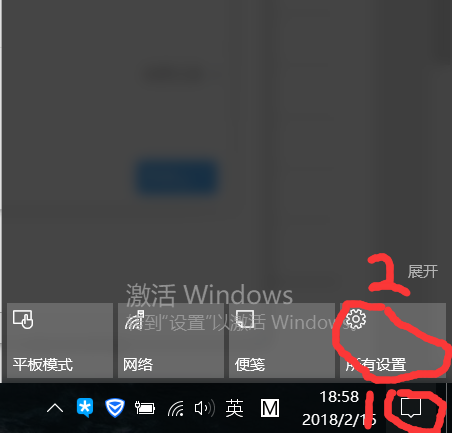 2
展开
激活 Windows
转到"设置"以激活 Windows
平板模式
网络
便笺
所有设置
18:58
英
M
2018/2/15
1